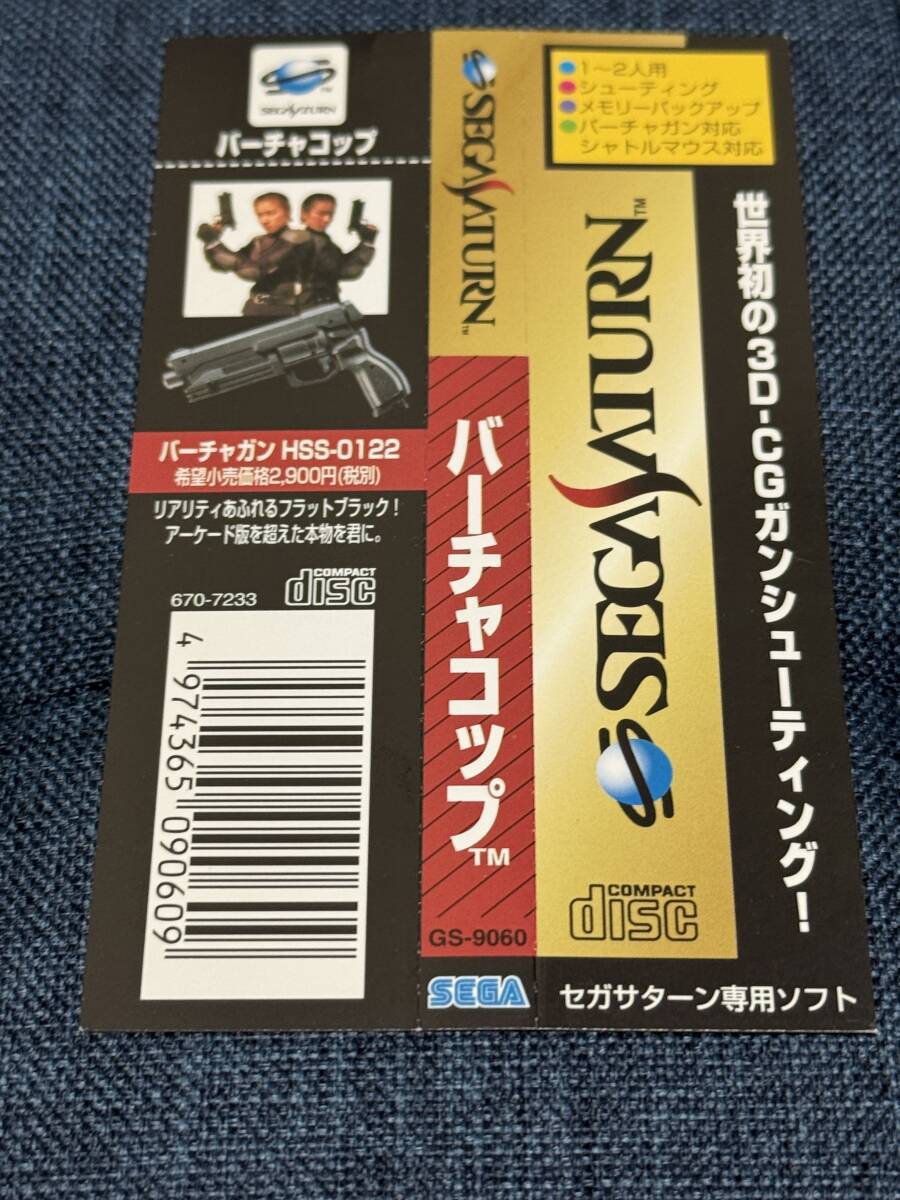 SEGA SATURN
TM
バーチャコップ
バーチャガン HSS-0122
希望小売価格2,900円(税別)
リアリティあふれるフラットブラック！
アーケード版を超えた本物を君に。
670-7233
COMPACT
disc
4 974365 090609
SEGA SATURN
TM
バーチャコップ
TM
GS-9060
SEGA
●1〜2人用
●シューティング
●メモリーバックアップ
●バーチャガン対応
シャトルマウス対応
SEGA SATURN
TM
COMPACT
disc
世界初の3D-CGガンシューティング！
セガサターン専用ソフト